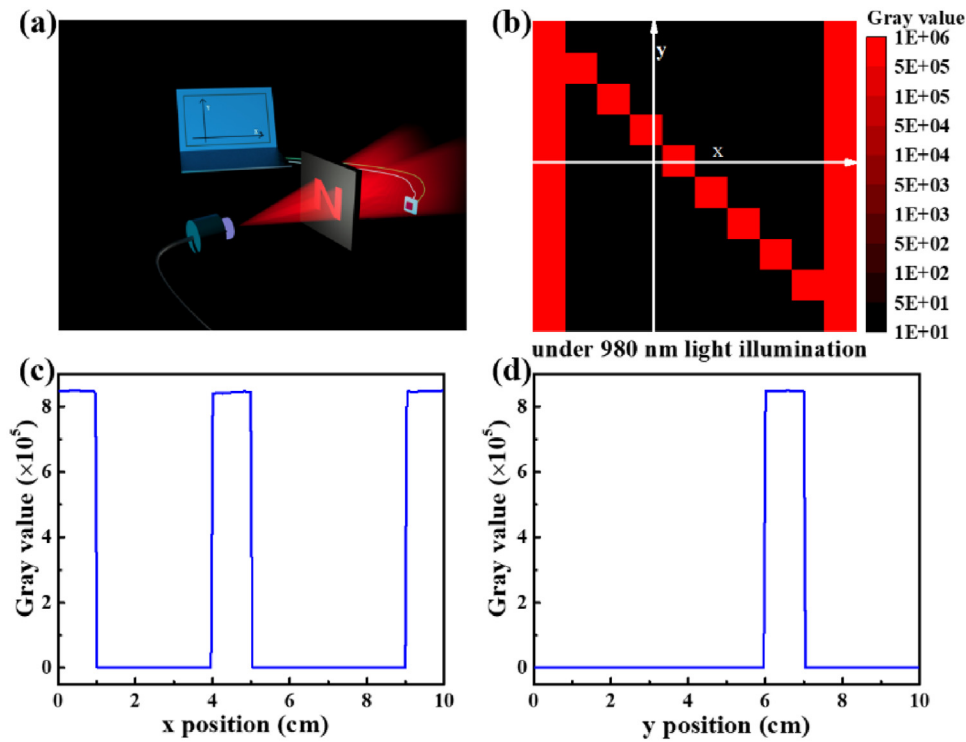 (a)
N
(b)
y
x
Gray value
1E+06
5E+05
1E+05
5E+04
1E+04
5E+03
1E+03
5E+02
1E+02
5E+01
1E+01
under 980 nm light illumination
(c)
Gray value (×10⁵)
8
6
4
2
0
0 2 4 6 8 10
x position (cm)
(d)
Gray value (×10⁵)
8
6
4
2
0
0 2 4 6 8 10
y position (cm)